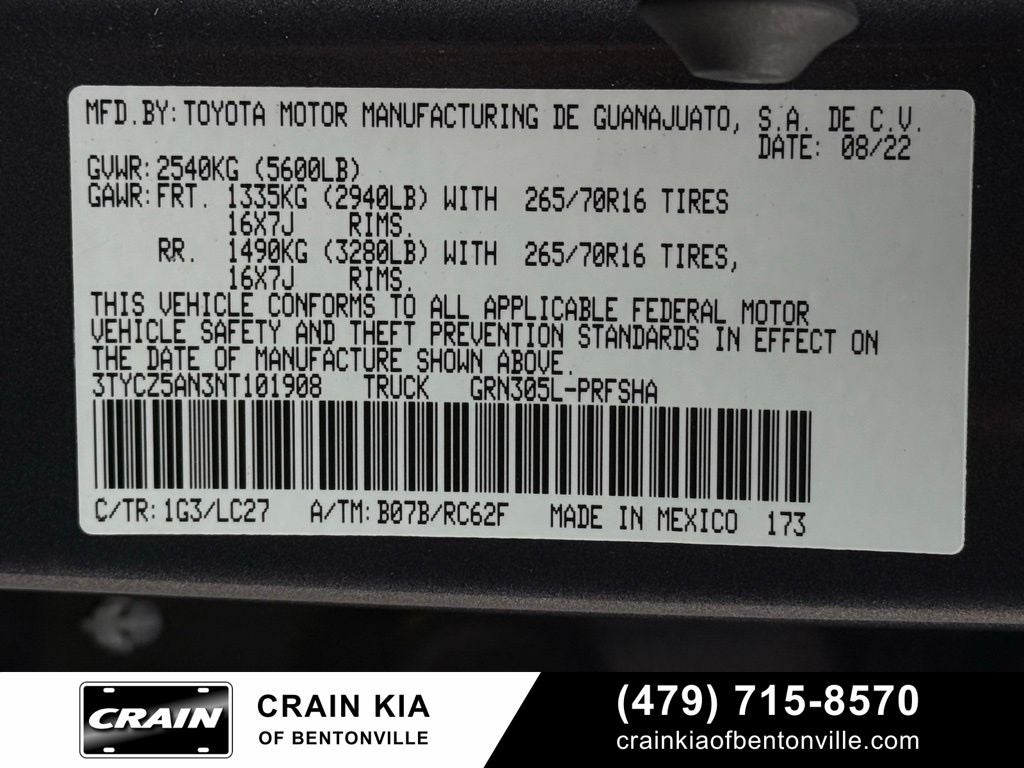 MFD.BY: TOYOTA MOTOR MANUFACTURING DE GUANAJUATO, S.A. DE C.V.
DATE: 08/22
GVWR: 2540KG (5600LB)
GAWR: FRT. 1335KG (2940LB) WITH 265/70R16 TIRES
16X7J RIMS.
RR. 1490KG (3280LB) WITH 265/70R16 TIRES,
16X7J RIMS.
THIS VEHICLE CONFORMS TO ALL APPLICABLE FEDERAL MOTOR
VEHICLE SAFETY AND THEFT PREVENTION STANDARDS IN EFFECT ON
THE DATE OF MANUFACTURE SHOWN ABOVE.
3TYCZ5AN3NT101908 TRUCK GRN305L-PRFSHA
C/TR: 1G3/LC27 A/TM: B07B/RC62F MADE IN MEXICO 173
CRAIN
CRAIN KIA
OF BENTONVILLE
(479) 715-8570
crainkiaofbentonville.com